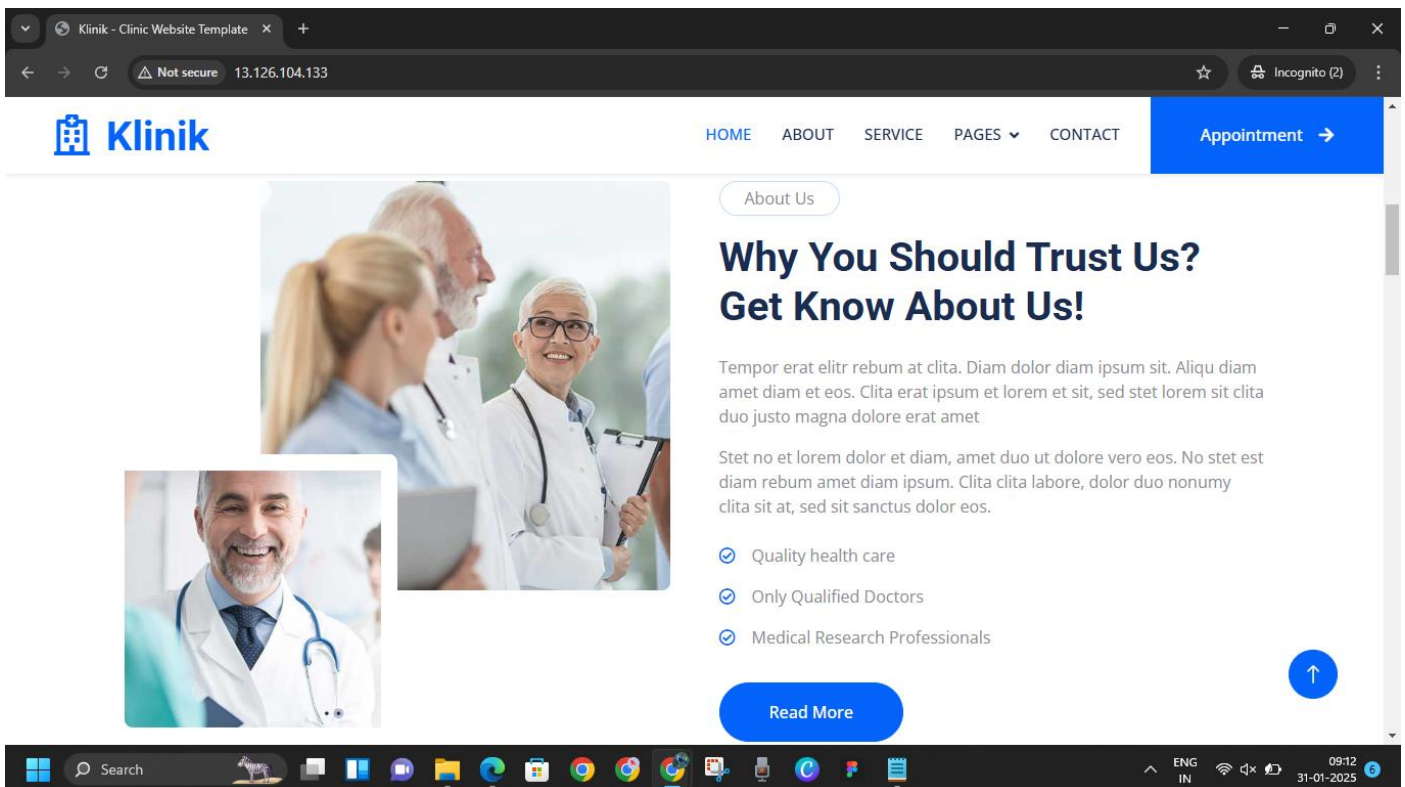 Klinik - Clinic Website Template
Not secure 13.126.104.133
Incognito (2)
Klinik
HOME ABOUT SERVICE PAGES CONTACT Appointment
About Us
Why You Should Trust Us?
Get Know About Us!
Tempor erat elitr rebum at clita. Diam dolor diam ipsum sit. Aliqu diam
amet diam et eos. Clita erat ipsum et lorem et sit, sed stet lorem sit clita
duo justo magna dolore erat amet
Stet no et lorem dolor et diam, amet duo ut dolore vero eos. No stet est
diam rebum amet diam ipsum. Clita clita labore, dolor duo nonumy
clita sit at, sed sit sanctus dolor eos.
Quality health care
Only Qualified Doctors
Medical Research Professionals
Read More
Search
ENG
IN
09:12
31-01-2025
6